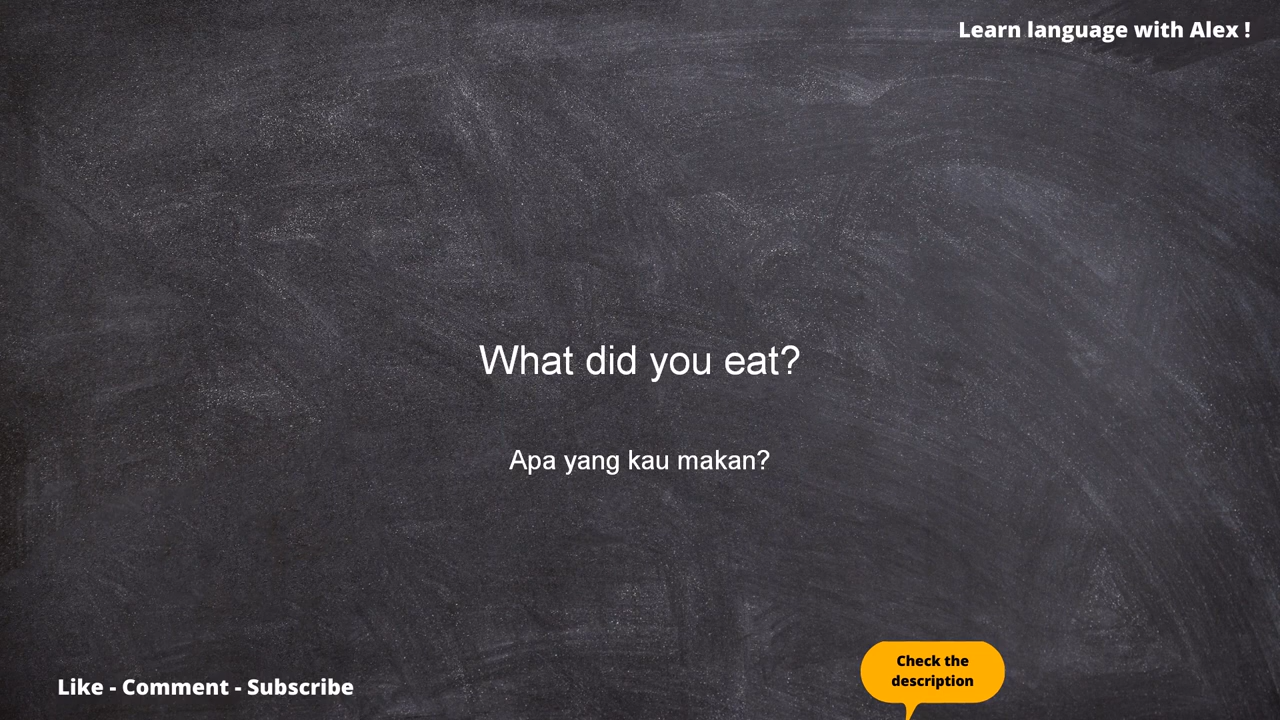 Learn language with Alex !
What did you eat?
Apa yang kau makan?
Check the
description
Like - Comment - Subscribe